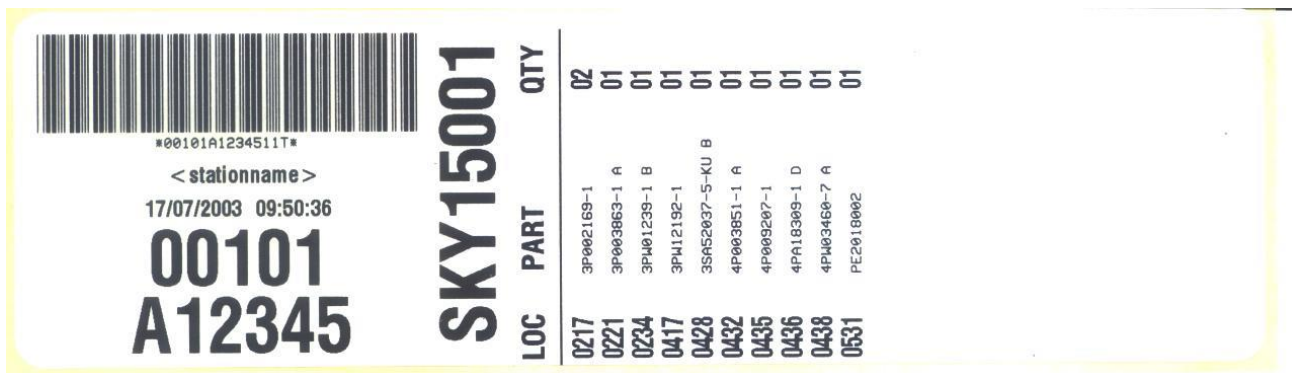 *00101A1234511T*
<stationname>
17/07/2003 09:50:36
00101
A12345
SKY15001
LOC PART QTY
0217 3P002169-1 02
0221 3P003863-1 A 01
0234 3PW01239-1 B 01
0417 3PW12192-1 01
0428 3SA52037-5-KU B 01
0432 4P003851-1 A 01
0435 4P009207-1 01
0436 4PA18309-1 D 01
0438 4PW03460-7 A 01
0531 PE2018002 01